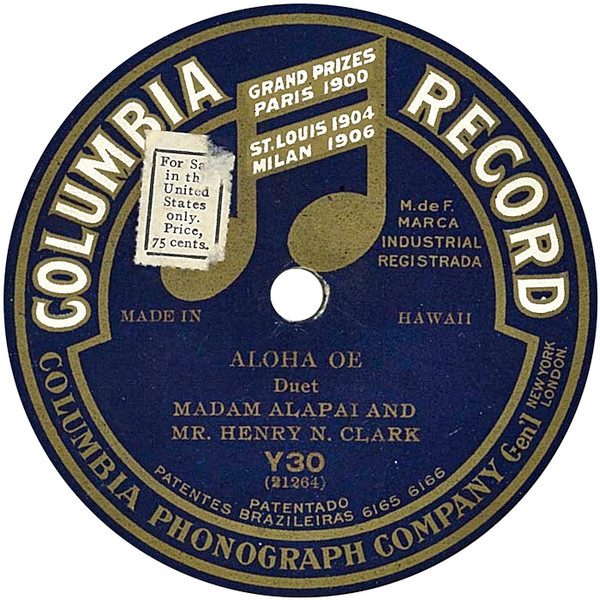 COLUMBIA RECORD
GRAND PRIZES
PARIS 1900
ST. LOUIS 1904
MILAN 1906
For Sa
in th
United
States
only.
Price,
75 cents.
M. de F.
MARCA
INDUSTRIAL
REGISTRADA
MADE IN HAWAII
ALOHA OE
Duet
MADAM ALAPAI AND
MR. HENRY N. CLARK
Y30
(21264)
PATENTADO
PATENTES BRAZILEIRAS 6165 6166
COLUMBIA PHONOGRAPH COMPANY Gen'l NEW YORK
LONDON.